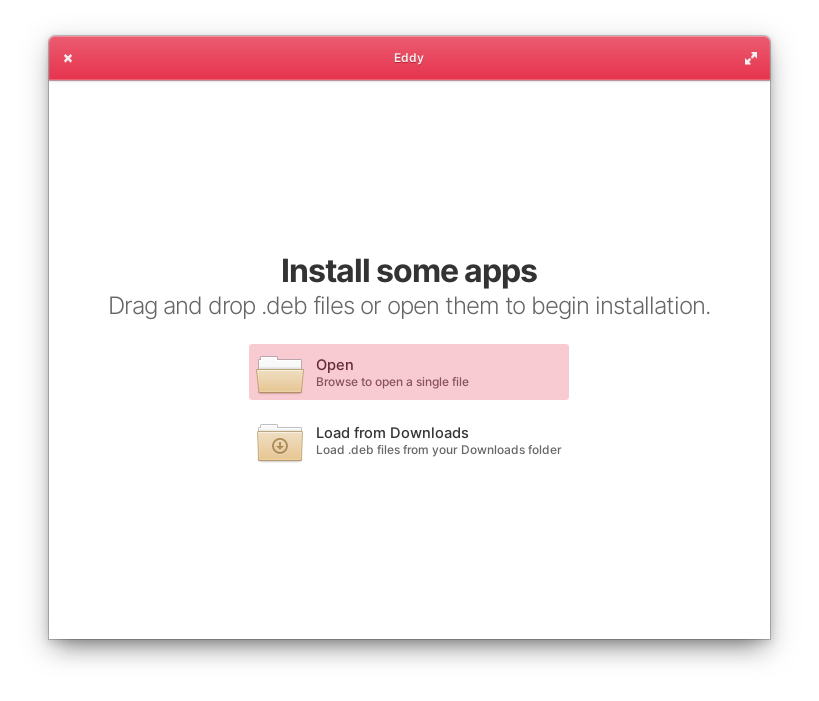 Eddy
Install some apps
Drag and drop .deb files or open them to begin installation.
Open
Browse to open a single file
Load from Downloads
Load .deb files from your Downloads folder